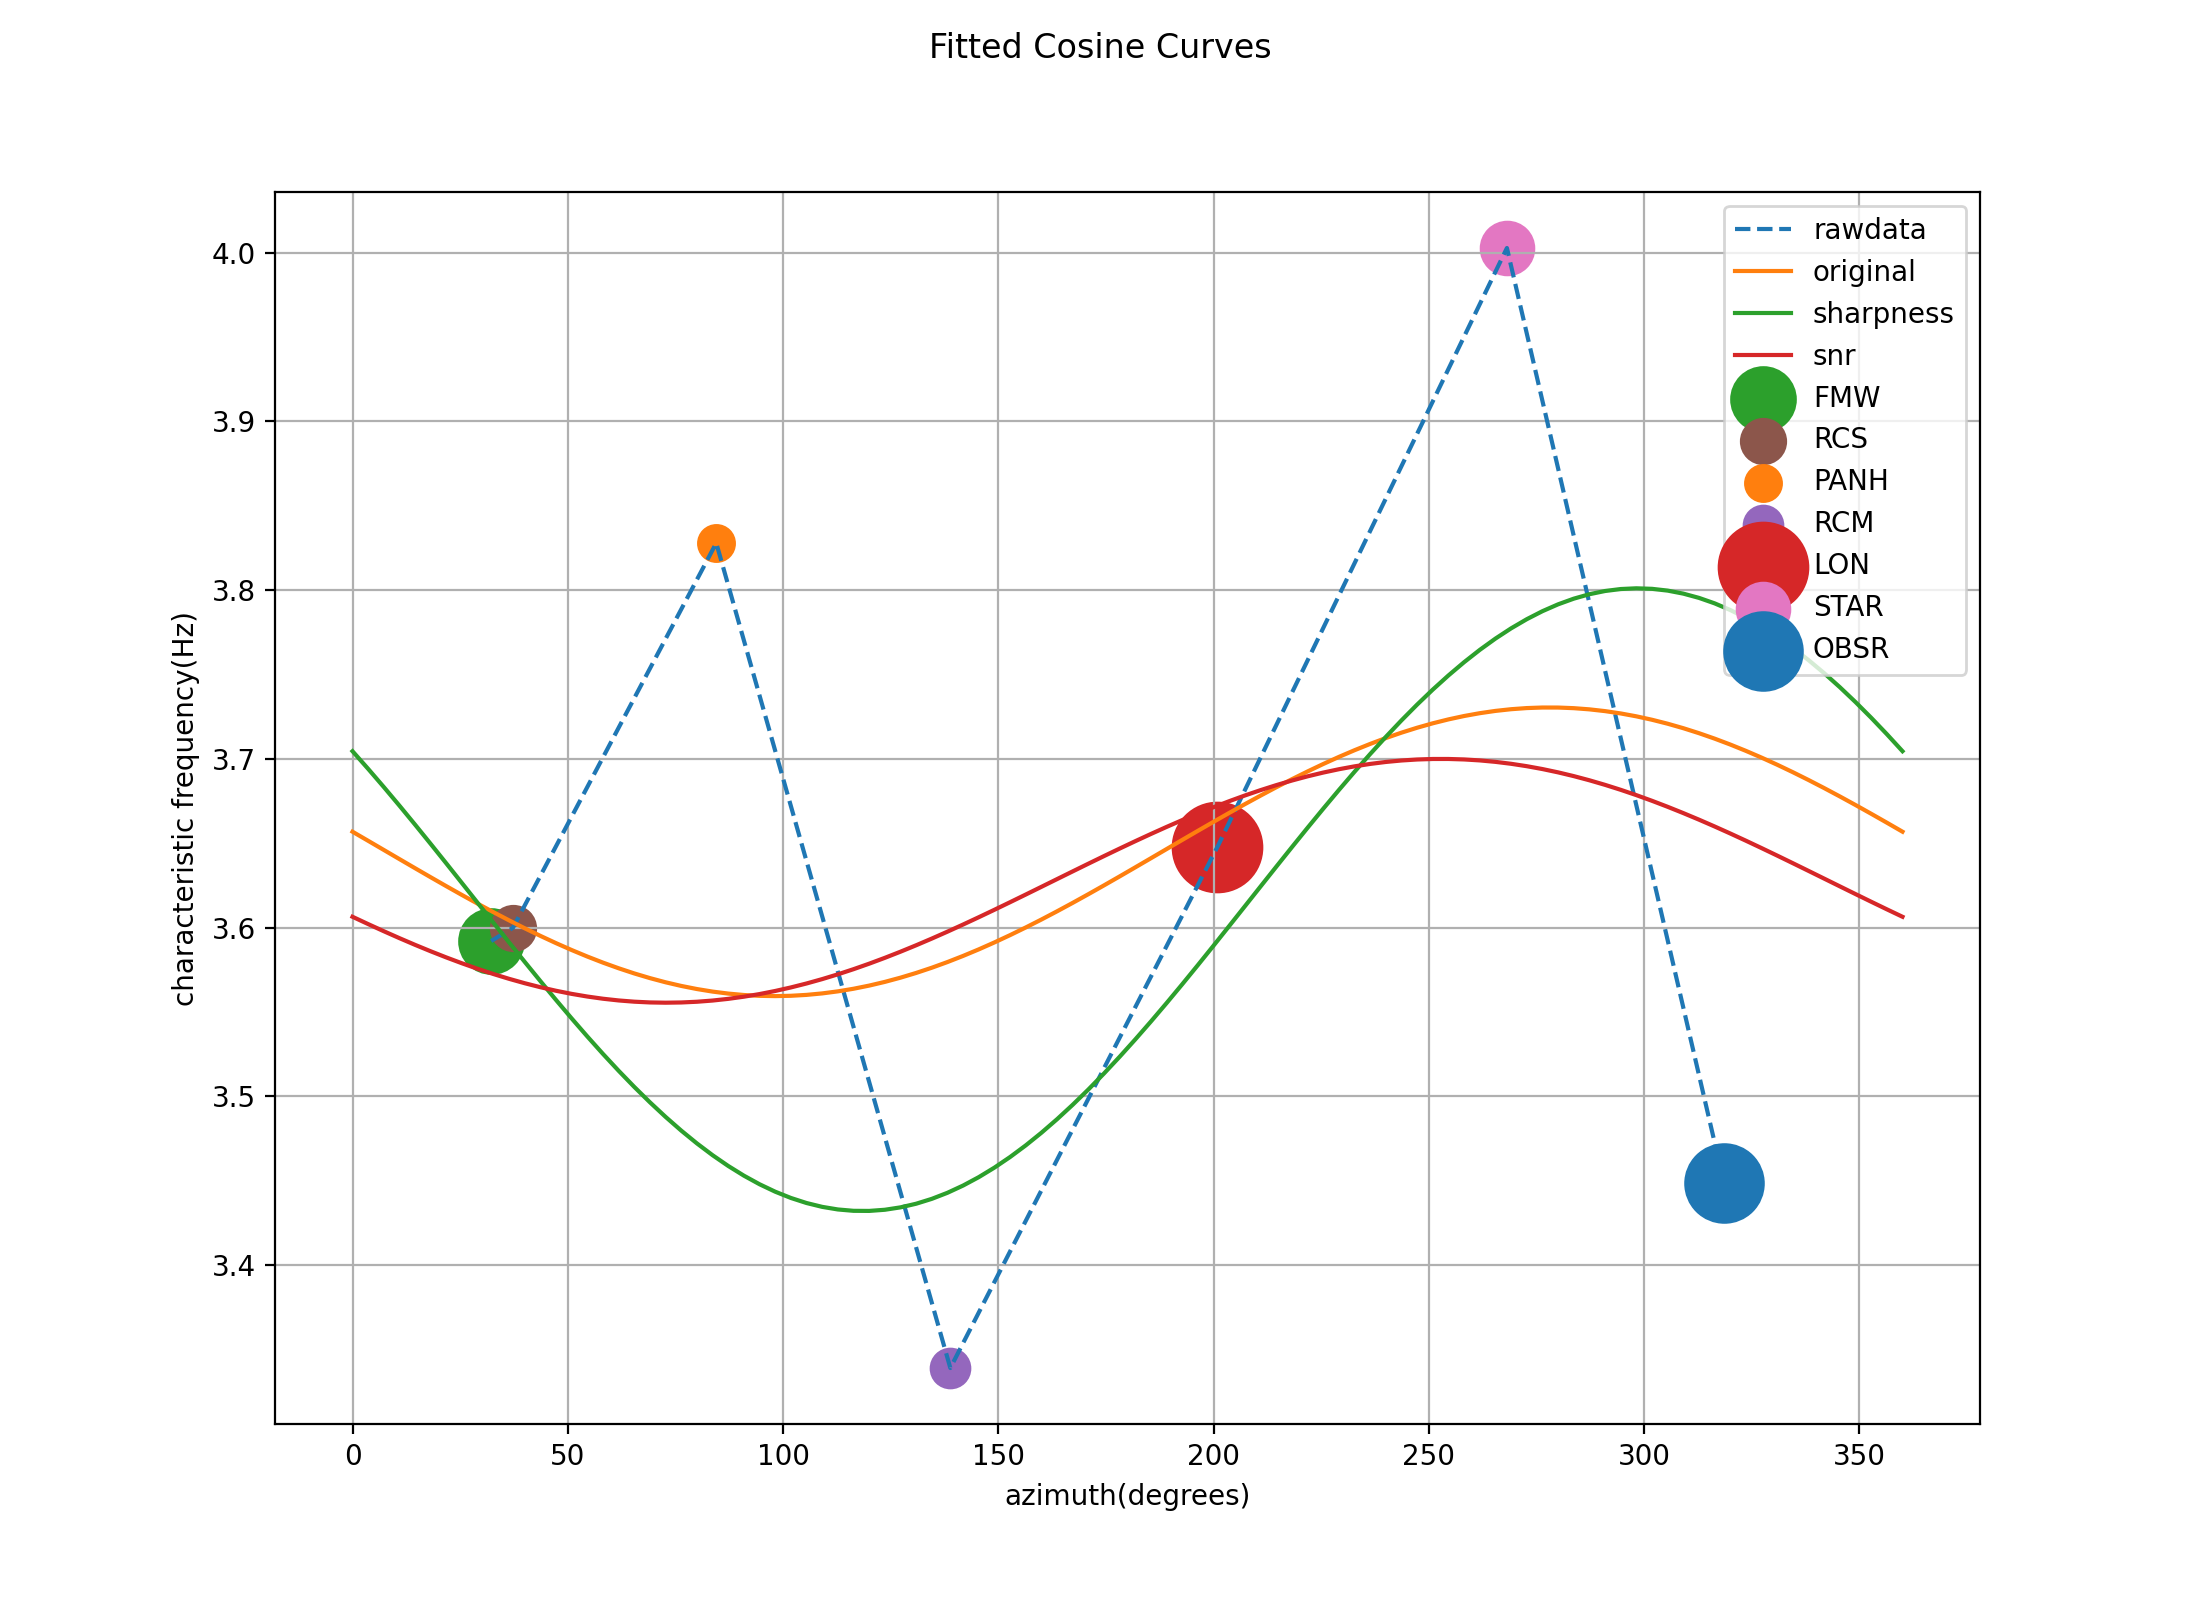 Fitted Cosine Curves
4.0
3.9
3.8
3.7
3.6
3.5
3.4
characteristic frequency(Hz)
0 50 100 150 200 250 300 350
azimuth(degrees)
rawdata
original
sharpness
snr
FMW
RCS
PANH
RCM
LON
STAR
OBSR